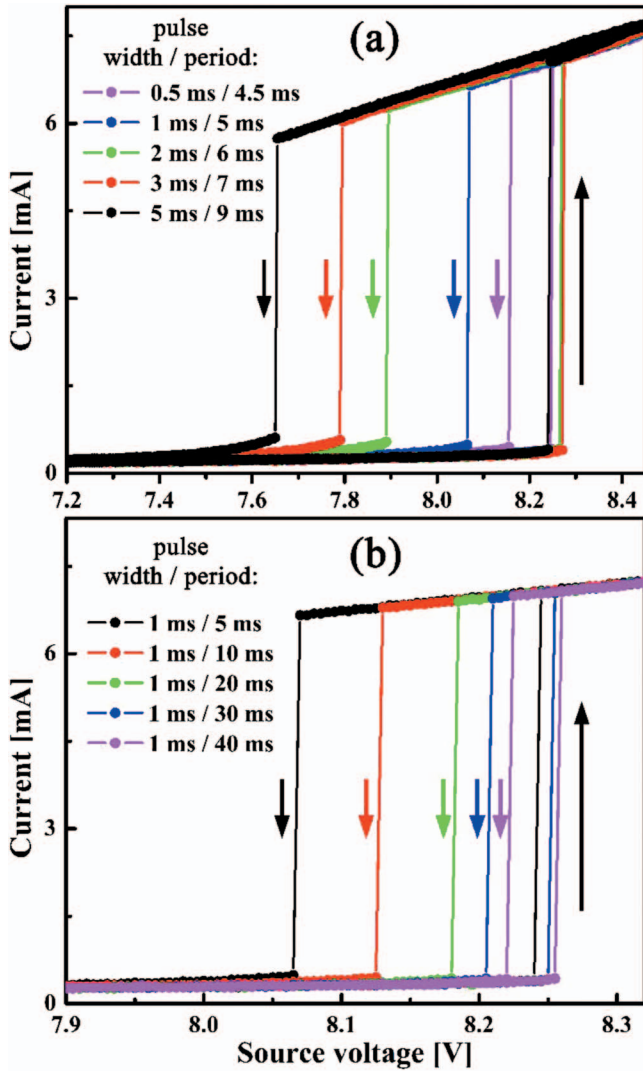 (a)
pulse
width / period:
0.5 ms / 4.5 ms
1 ms / 5 ms
2 ms / 6 ms
3 ms / 7 ms
5 ms / 9 ms
6
3
0
Current [mA]
7.2 7.4 7.6 7.8 8.0 8.2 8.4
(b)
pulse
width / period:
1 ms / 5 ms
1 ms / 10 ms
1 ms / 20 ms
1 ms / 30 ms
1 ms / 40 ms
6
3
0
Current [mA]
7.9 8.0 8.1 8.2 8.3
Source voltage [V]